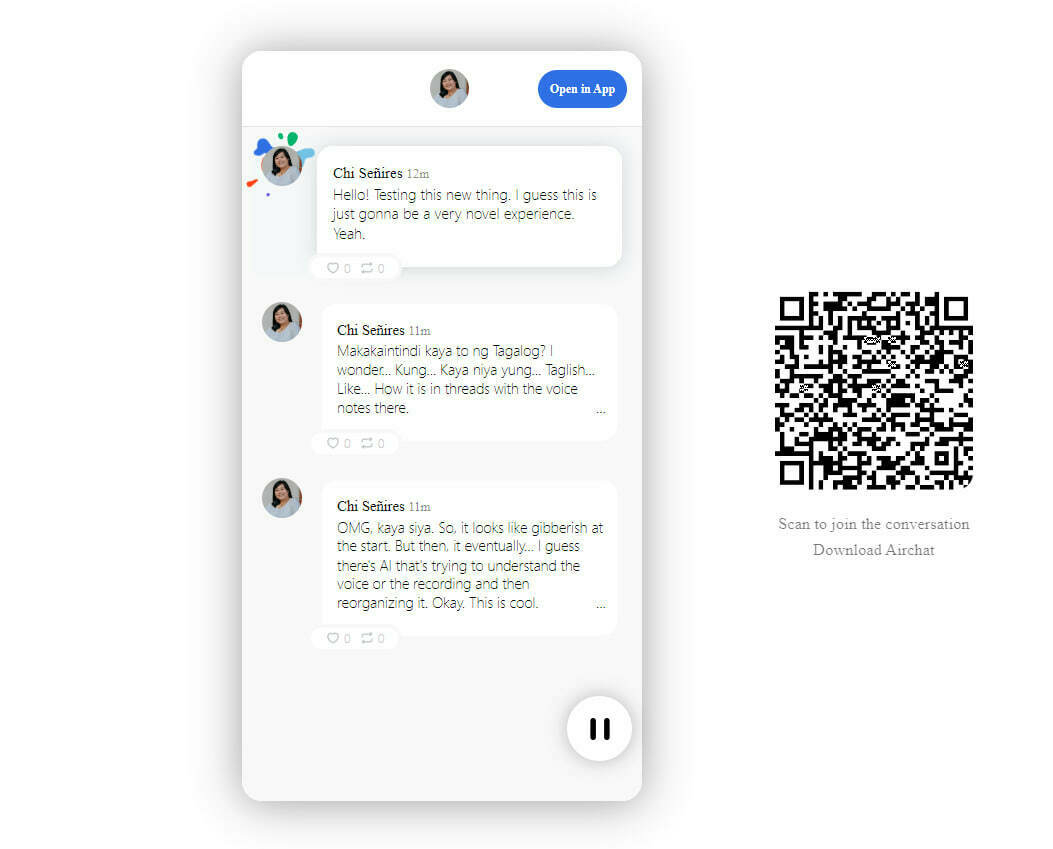 Open in App
Chi Señires 12m
Hello! Testing this new thing. I guess this is
just gonna be a very novel experience.
Yeah.
0 0
Chi Señires 11m
Makakaintindi kaya to ng Tagalog? I
wonder... Kung... Kaya niya yung... Taglish...
Like... How it is in threads with the voice
notes there. ...
0 0
Chi Señires 11m
OMG, kaya siya. So, it looks like gibberish at
the start. But then, it eventually... I guess
there's AI that's trying to understand the
voice or the recording and then
reorganizing it. Okay. This is cool. ...
0 0
Scan to join the conversation
Download Airchat